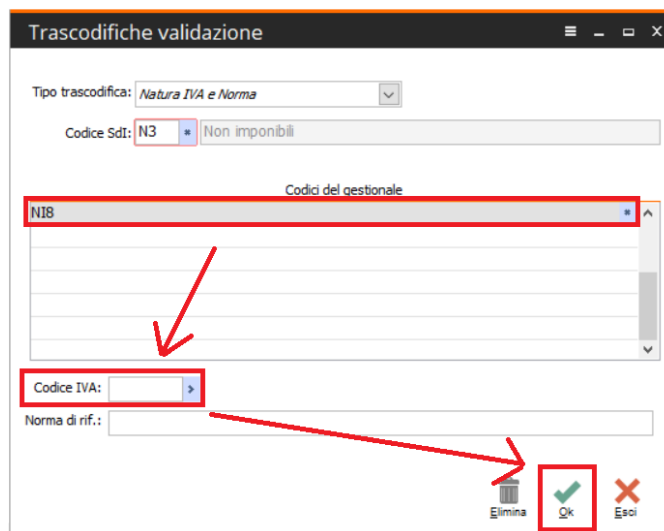 Trascodifiche validazione
Tipo trascodifica: Natura IVA e Norma
Codice SdI: N3 Non imponibili
Codici del gestionale
NI8
Codice IVA:
Norma di rif.:
Elimina Ok Esci